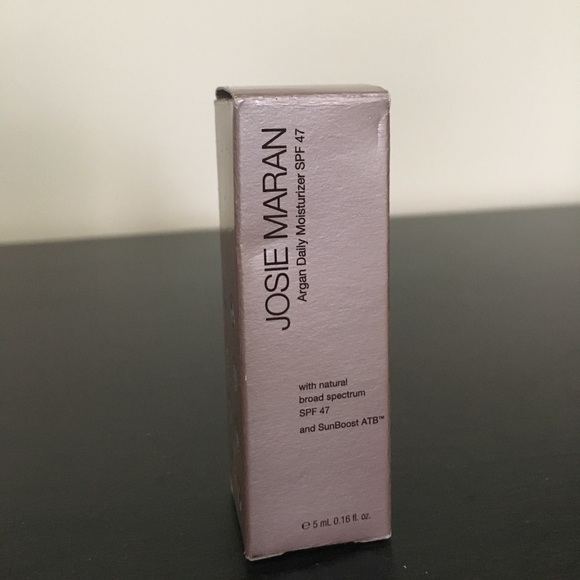 JOSIE MARAN
Argan Daily Moisturizer SPF 47
with natural
broad spectrum
SPF 47
and SunBoost ATB™
℮ 5 mL 0.16 fl. oz.